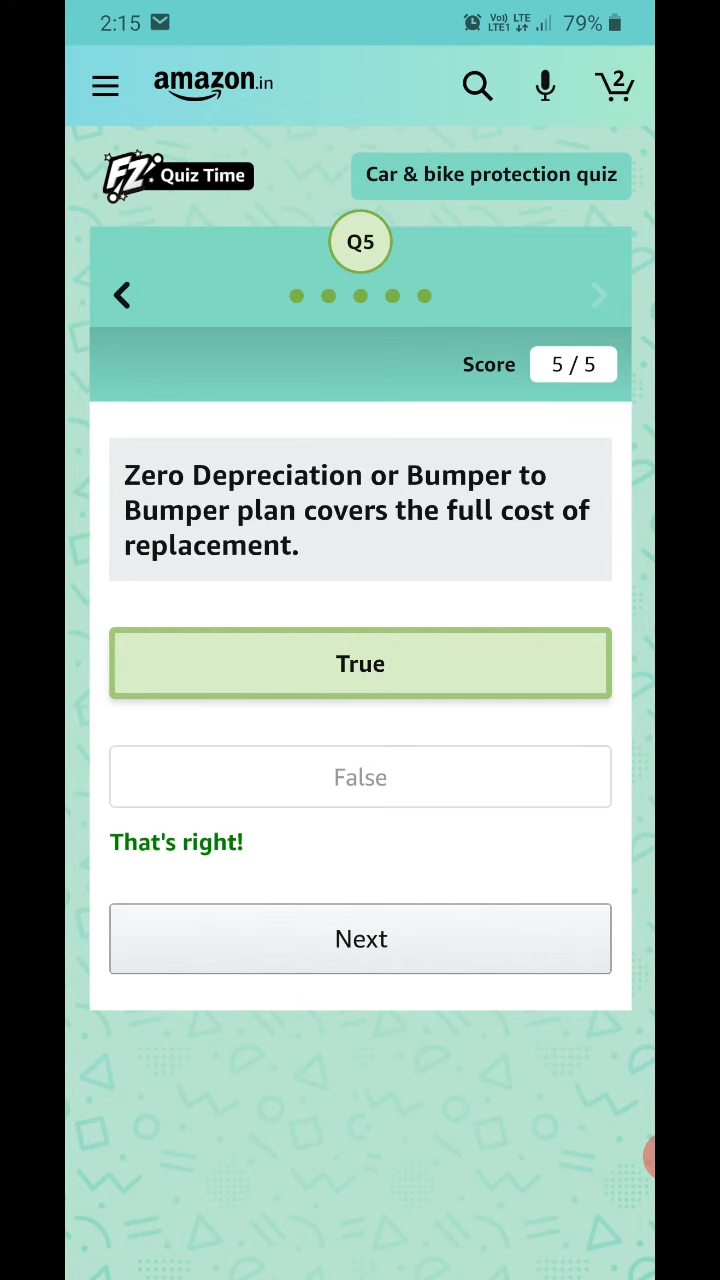 2:15
Vo)) LTE
LTE1
79%
amazon.in
2
FZ Quiz Time
Car & bike protection quiz
Q5
Score 5 / 5
Zero Depreciation or Bumper to
Bumper plan covers the full cost of
replacement.
True
False
That's right!
Next